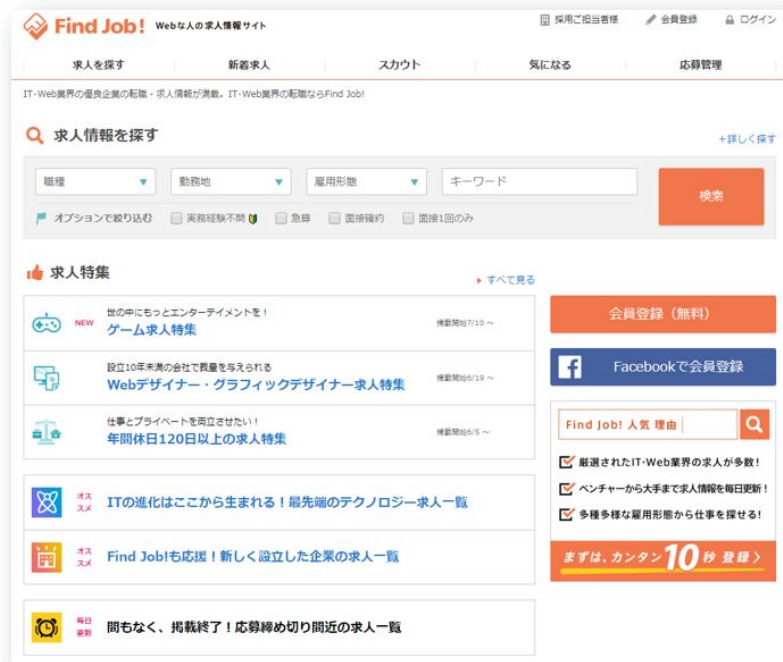 Find Job! Webな人の求人情報サイト
採用ご担当者様 会員登録 ログイン
求人を探す 新着求人 スカウト 気になる 応募管理
IT・Web業界の優良企業の転職・求人情報が満載。IT・Web業界の転職ならFind Job!
求人情報を探す
+詳しく探す
職種 勤務地 雇用形態 キーワード
検索
オプションで絞り込む 実務経験不問 急募 面接確約 面接1回のみ
求人特集
すべて見る
世の中にもっとエンターテイメントを！
NEW ゲーム求人特集 掲載開始7/10 ～
設立10年未満の会社で裁量を与えられる
Webデザイナー・グラフィックデザイナー求人特集 掲載開始6/19 ～
仕事とプライベートを両立させたい！
年間休日120日以上の求人特集 掲載開始6/5 ～
オススメ ITの進化はここから生まれる！最先端のテクノロジー求人一覧
オススメ Find Job!も応援！新しく設立した企業の求人一覧
毎日更新 間もなく、掲載終了！応募締め切り間近の求人一覧
会員登録（無料）
Facebookで会員登録
Find Job! 人気 理由
厳選されたIT・Web業界の求人が多数！
ベンチャーから大手まで求人情報を毎日更新！
多種多様な雇用形態から仕事を探せる！
まずは、カンタン10秒 登録